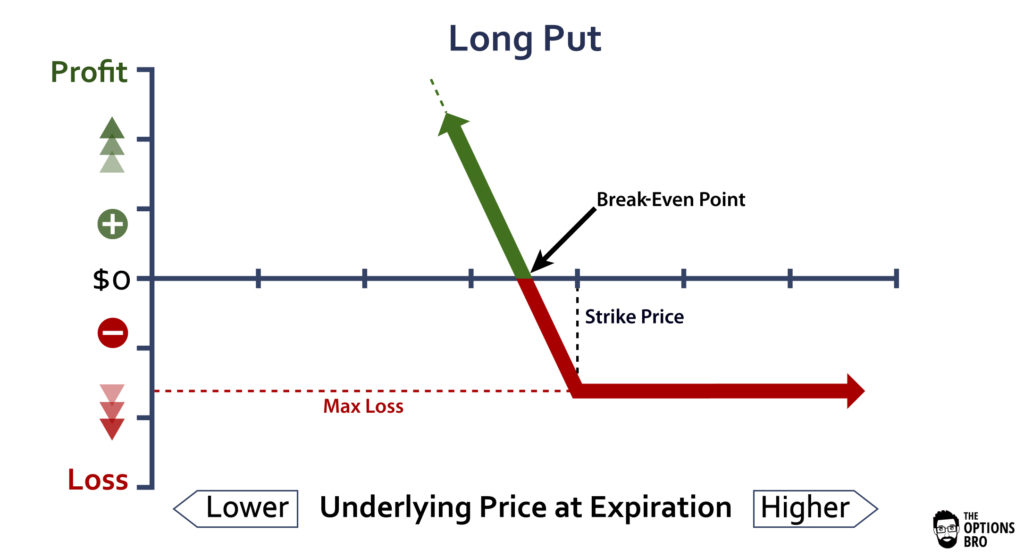 Long Put
Profit
Break-Even Point
$0
Strike Price
Max Loss
Loss
Lower
Underlying Price at Expiration
Higher
THE
OPTIONS
BRO